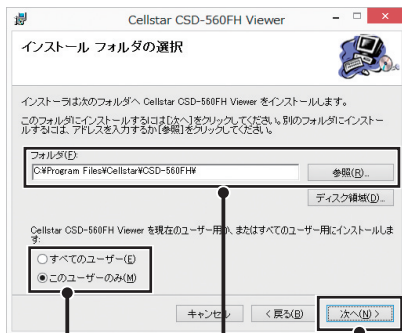 Cellstar CSD-560FH Viewer
インストール フォルダの選択
インストーラは次のフォルダへ Cellstar CSD-560FH Viewer をインストールします。
このフォルダにインストールするには[次へ]をクリックしてください。別のフォルダにインストー
ルするには、アドレスを入力するか[参照]をクリックしてください。
フォルダ(F):
C:¥Program Files¥Cellstar¥CSD-560FH¥
参照(R)...
ディスク領域(D)...
Cellstar CSD-560FH Viewer を現在のユーザー用か、またはすべてのユーザー用にインストールしま
す:
すべてのユーザー(E)
このユーザーのみ(M)
キャンセル
< 戻る(B)
次へ(N) >